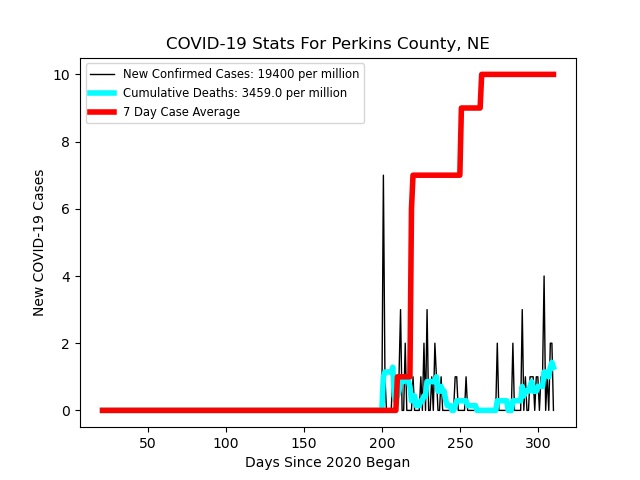 COVID-19 Stats For Perkins County, NE
New Confirmed Cases: 19400 per million
Cumulative Deaths: 3459.0 per million
7 Day Case Average
New COVID-19 Cases
10
8
6
4
2
0
50 100 150 200 250 300
Days Since 2020 Began